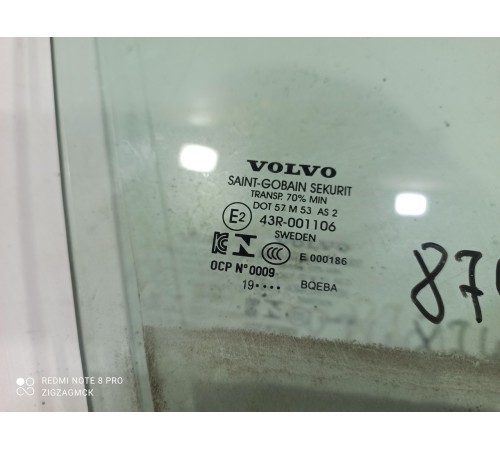 VOLVO
SAINT-GOBAIN SEKURIT
TRANSP. 70% MIN
DOT 57 M 53 AS 2
E2 43R-001106
SWEDEN
E 000186
OCP N°0009
19•••• BQEBA
REDMI NOTE 8 PRO
ZIGZAGMCK